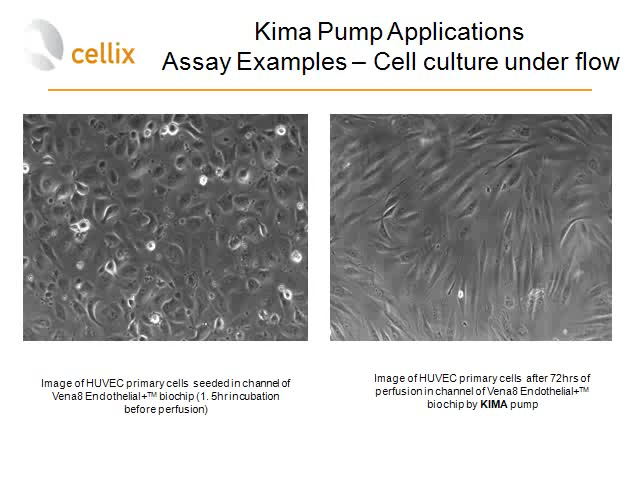 cellix
Kima Pump Applications
Assay Examples – Cell culture under flow
Image of HUVEC primary cells seeded in channel of
Vena8 Endothelial+™ biochip (1.5hr incubation
before perfusion)
Image of HUVEC primary cells after 72hrs of
perfusion in channel of Vena8 Endothelial+™
biochip by KIMA pump